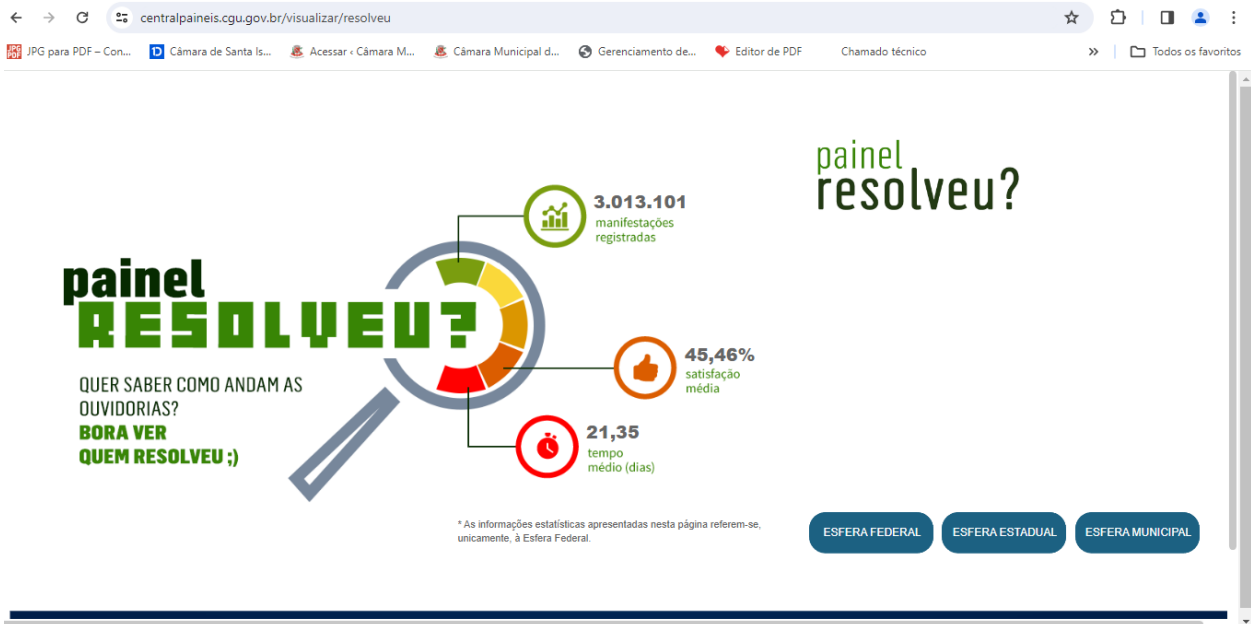 centralpaineis.cgu.gov.br/visualizar/resolveu
JPG PDF JPG para PDF – Con... D Câmara de Santa Is... Acessar ‹ Câmara M... Câmara Municipal d... Gerenciamento de... Editor de PDF Chamado técnico » Todos os favoritos
painel
resolveu?
3.013.101
manifestações
registradas
painel
RESOLVEU?
45,46%
satisfação
média
QUER SABER COMO ANDAM AS
OUVIDORIAS?
BORA VER
QUEM RESOLVEU ;)
21,35
tempo
médio (dias)
* As informações estatísticas apresentadas nesta página referem-se,
unicamente, à Esfera Federal.
ESFERA FEDERAL ESFERA ESTADUAL ESFERA MUNICIPAL